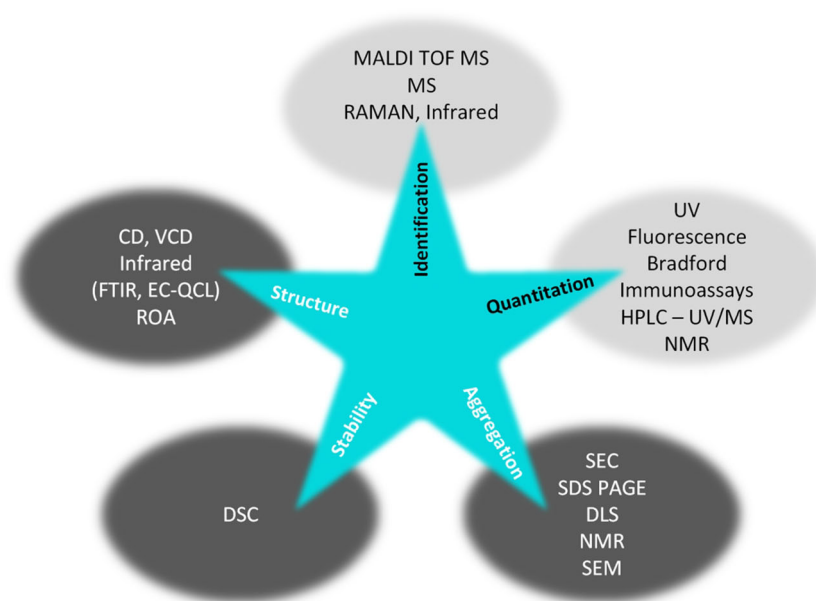 MALDI TOF MS
MS
RAMAN, Infrared
Identification
UV
Fluorescence
Bradford
Immunoassays
HPLC – UV/MS
NMR
Quantitation
CD, VCD
Infrared
(FTIR, EC-QCL)
ROA
Structure
Stability
DSC
Aggregation
SEC
SDS PAGE
DLS
NMR
SEM